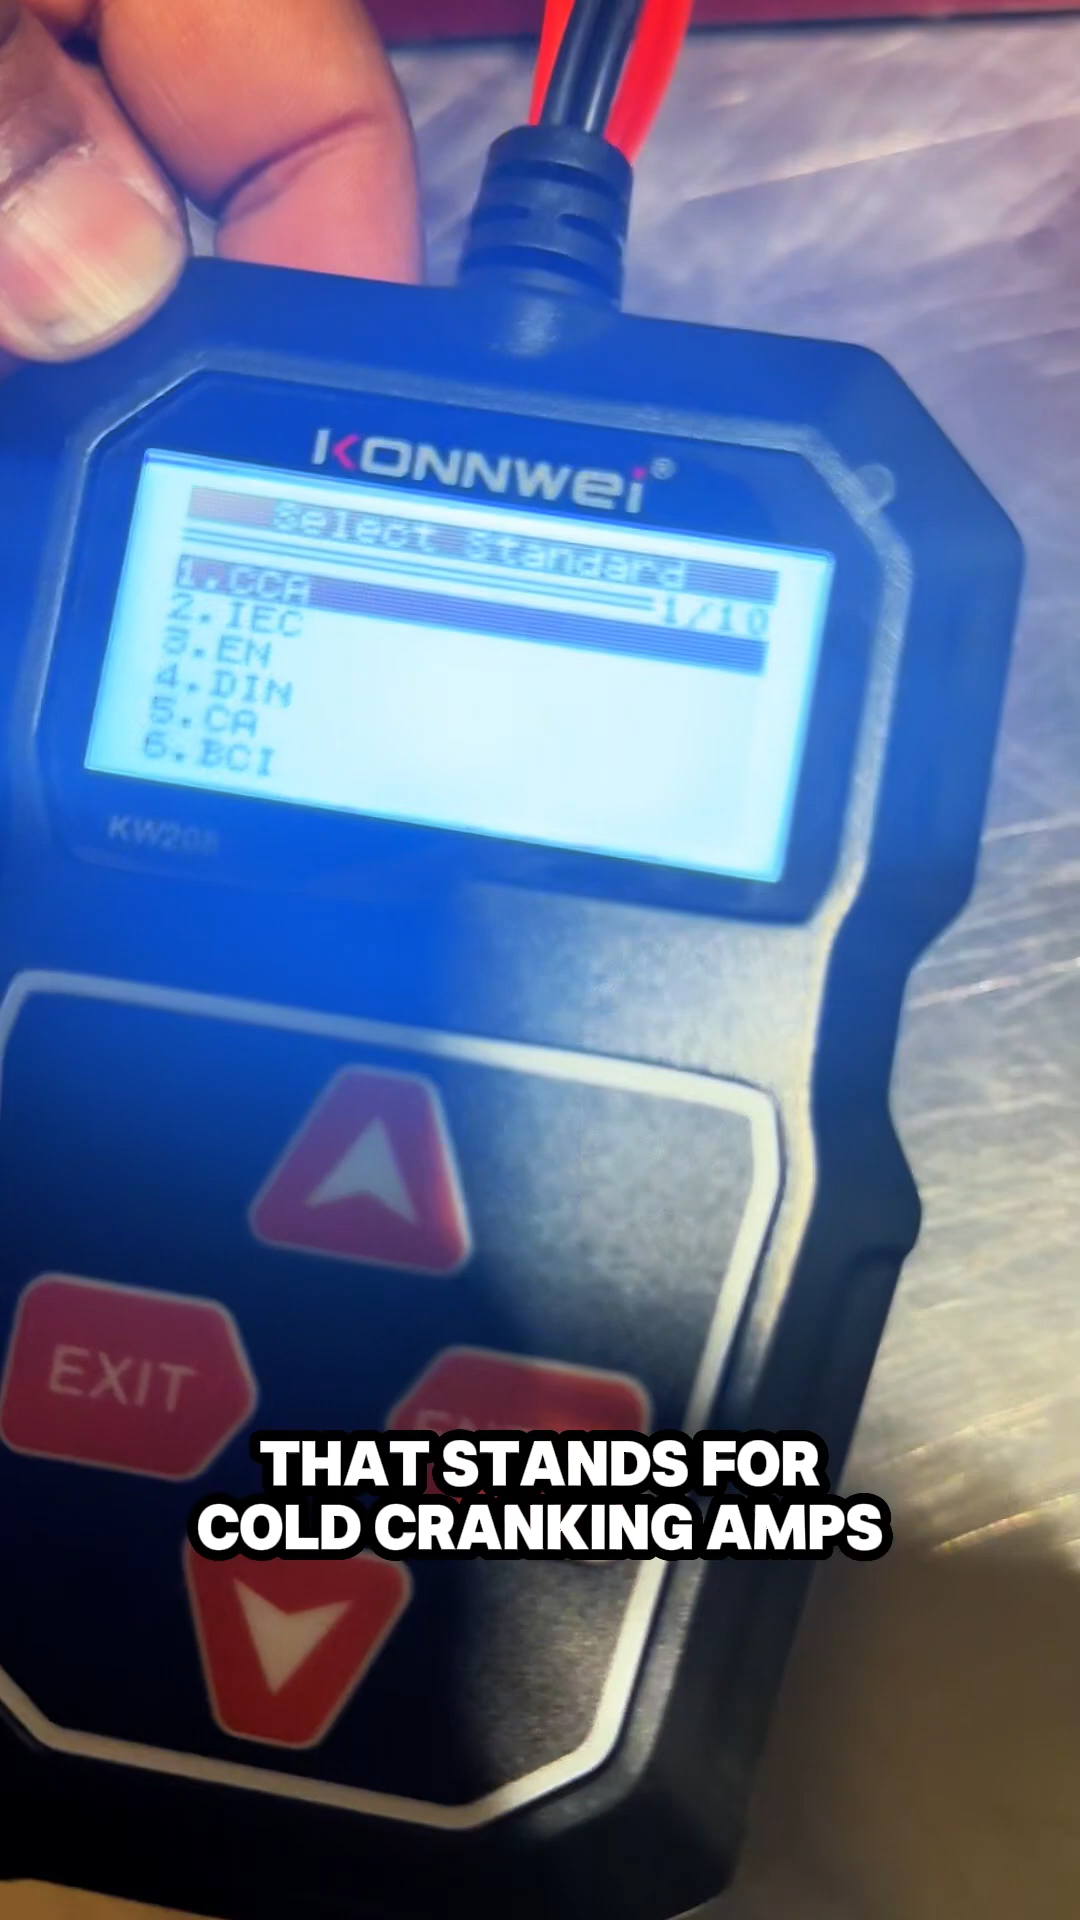 KONNWEI®
Select Standard
1/10
1.CCA
2.IEC
3.EN
4.DIN
5.CA
6.BCI
KW208
EXIT
THAT STANDS FOR
COLD CRANKING AMPS